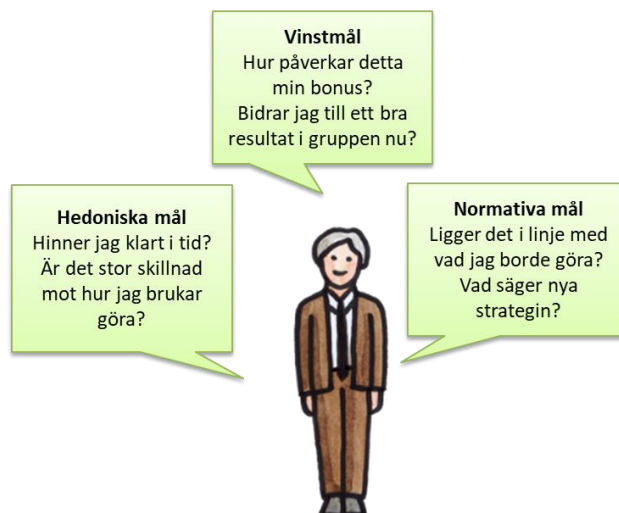 Vinstmål
Hur påverkar detta
min bonus?
Bidrar jag till ett bra
resultat i gruppen nu?
Hedoniska mål
Hinner jag klart i tid?
Är det stor skillnad
mot hur jag brukar
göra?
Normativa mål
Ligger det i linje med
vad jag borde göra?
Vad säger nya
strategin?